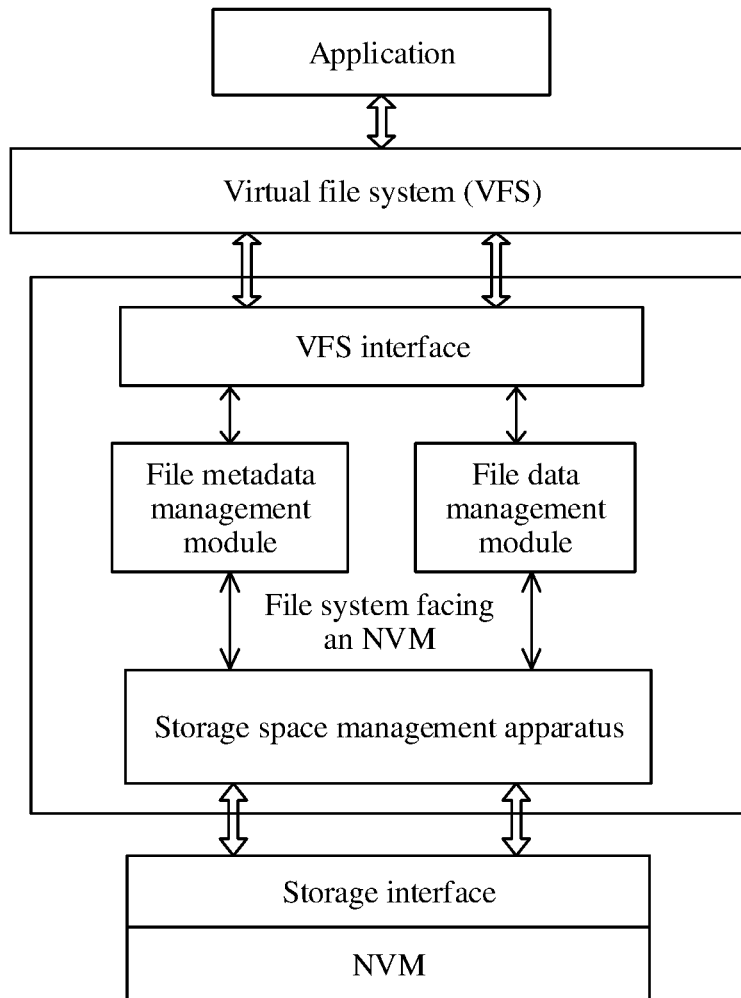 Application
Virtual file system (VFS)
VFS interface
File metadata
management
module
File data
management
module
File system facing
an NVM
Storage space management apparatus
Storage interface
NVM